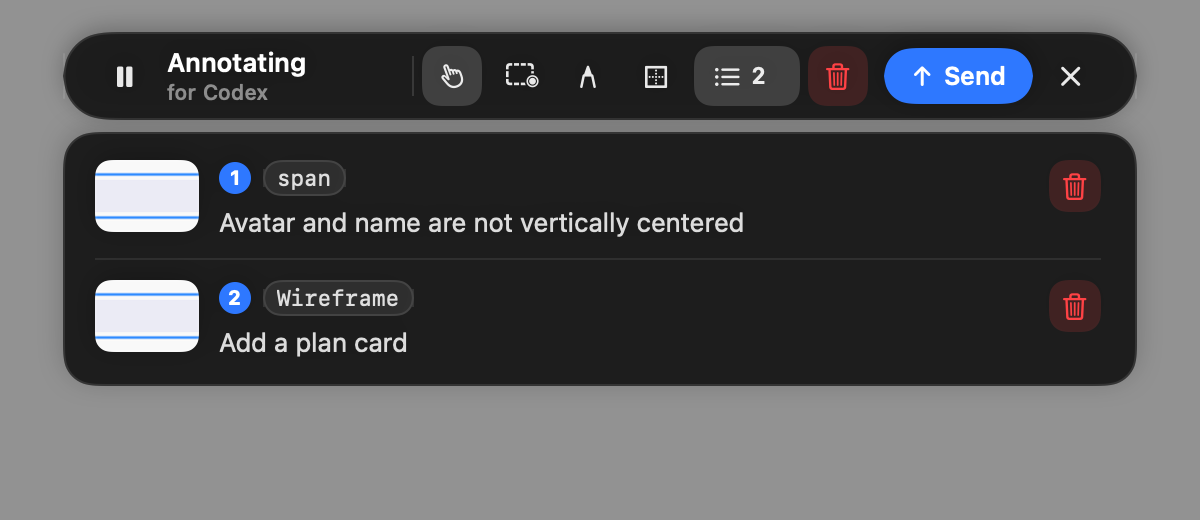 Annotating
for Codex
2
Send
1 span
Avatar and name are not vertically centered
2 Wireframe
Add a plan card